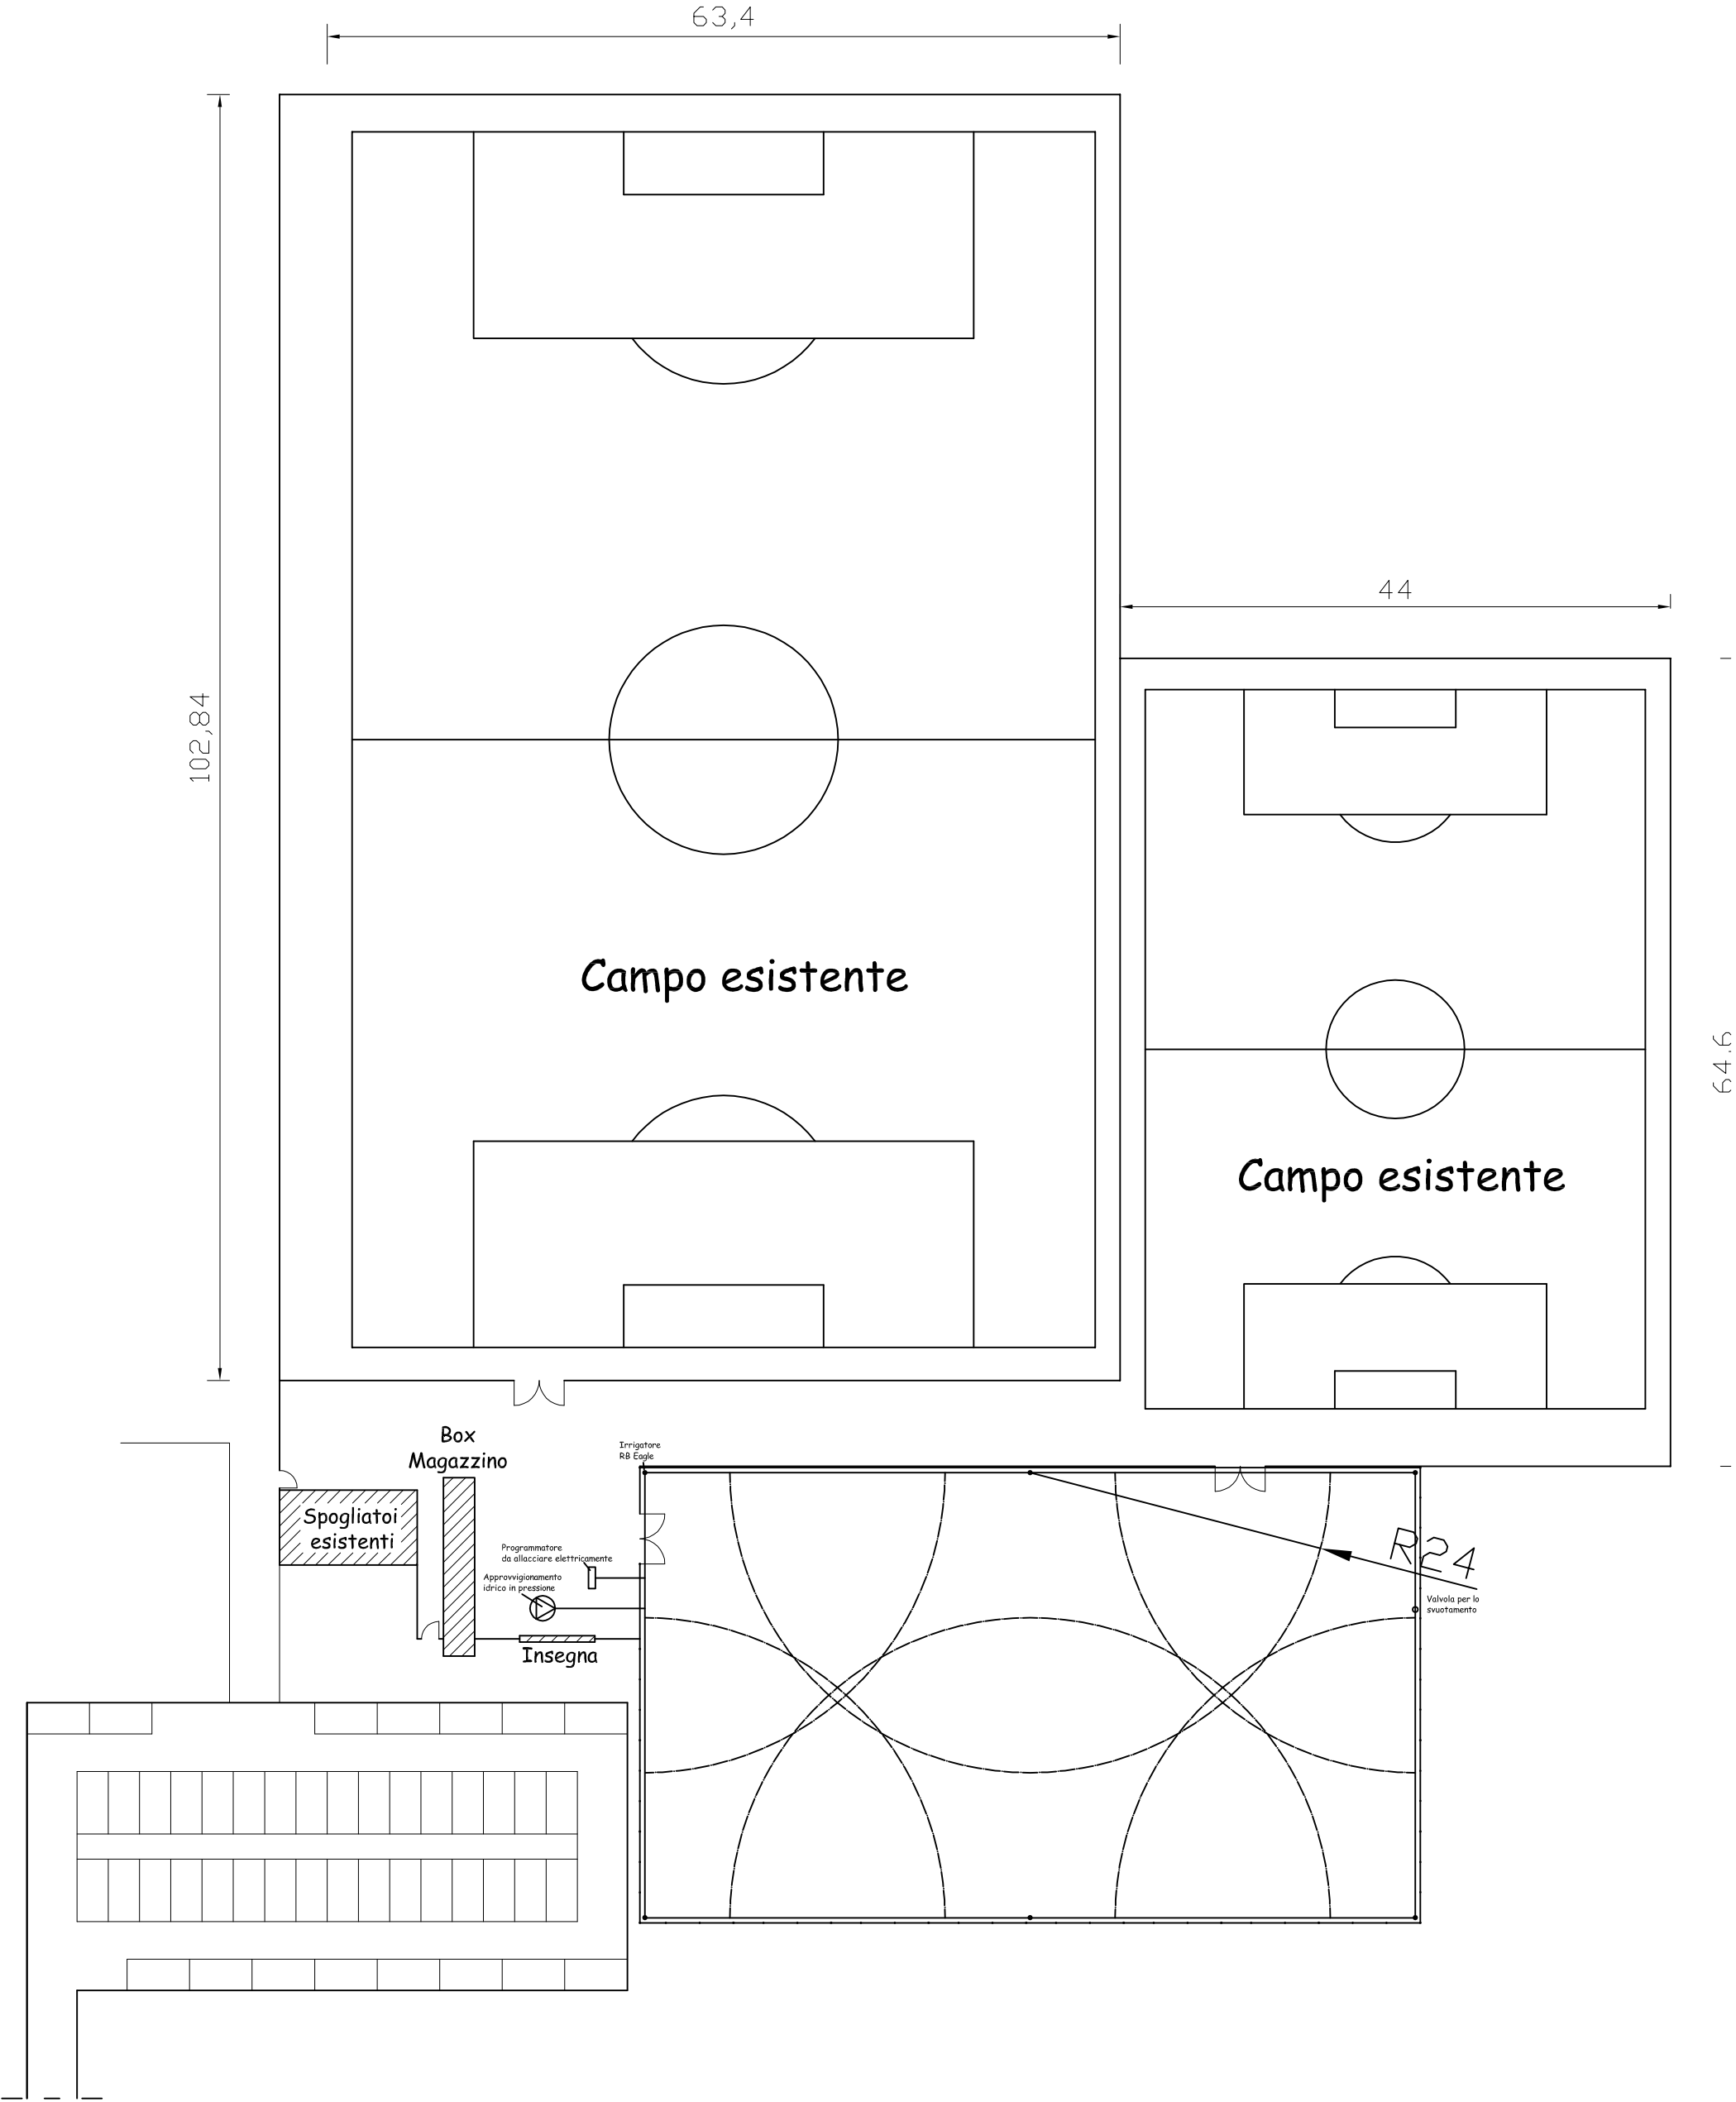 63,4
44
102,84
64,6
Campo esistente
Campo esistente
Box
Magazzino
Irrigatore
RB Eagle
Spogliatoi
esistenti
Programmatore
da allacciare elettricamente
Approvvigionamento
idrico in pressione
R24
Valvola per lo
svuotamento
Insegna